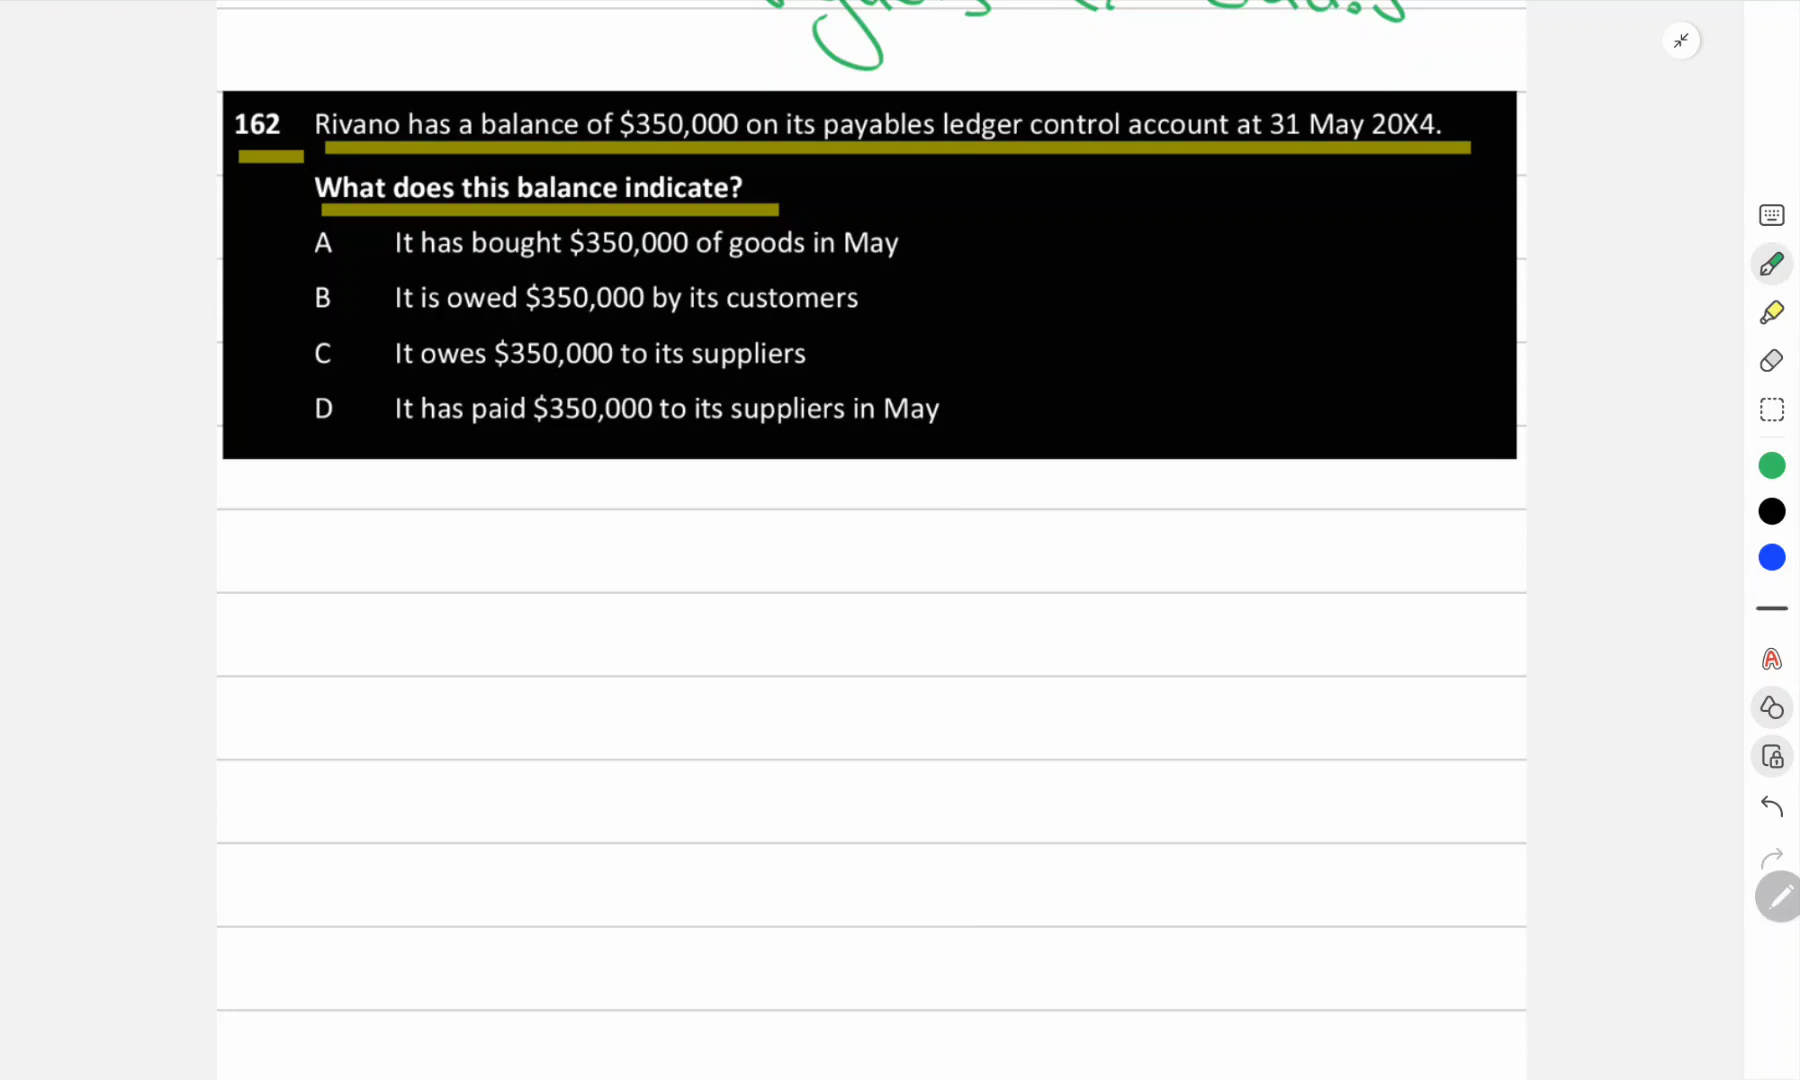 162 Rivano has a balance of $350,000 on its payables ledger control account at 31 May 20X4.
What does this balance indicate?
A It has bought $350,000 of goods in May
B It is owed $350,000 by its customers
C It owes $350,000 to its suppliers
D It has paid $350,000 to its suppliers in May
A